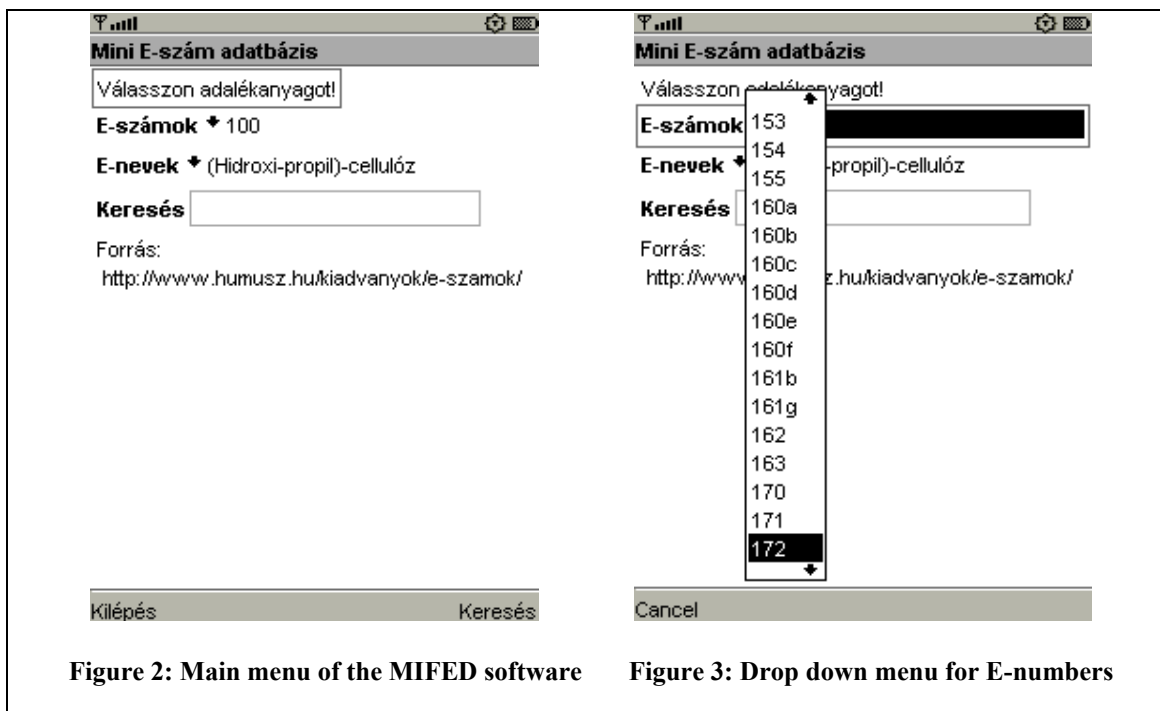 Mini E-szám adatbázis
Válasszon adalékanyagot!
E-számok 100
E-nevek (Hidroxi-propil)-cellulóz
Keresés
Forrás:
http://wwww.humusz.hu/kiadvanyok/e-szamok/
Kilépés Keresés
Figure 2: Main menu of the MIFED software
Mini E-szám adatbázis
Válasszon adalékanyagot!
E-számok
E-nevek -propil)-cellulóz
Keresés
Forrás:
http://www z.hu/kiadvanyok/e-szamok/
153
154
155
160a
160b
160c
160d
160e
160f
161b
161g
162
163
170
171
172
Cancel
Figure 3: Drop down menu for E-numbers